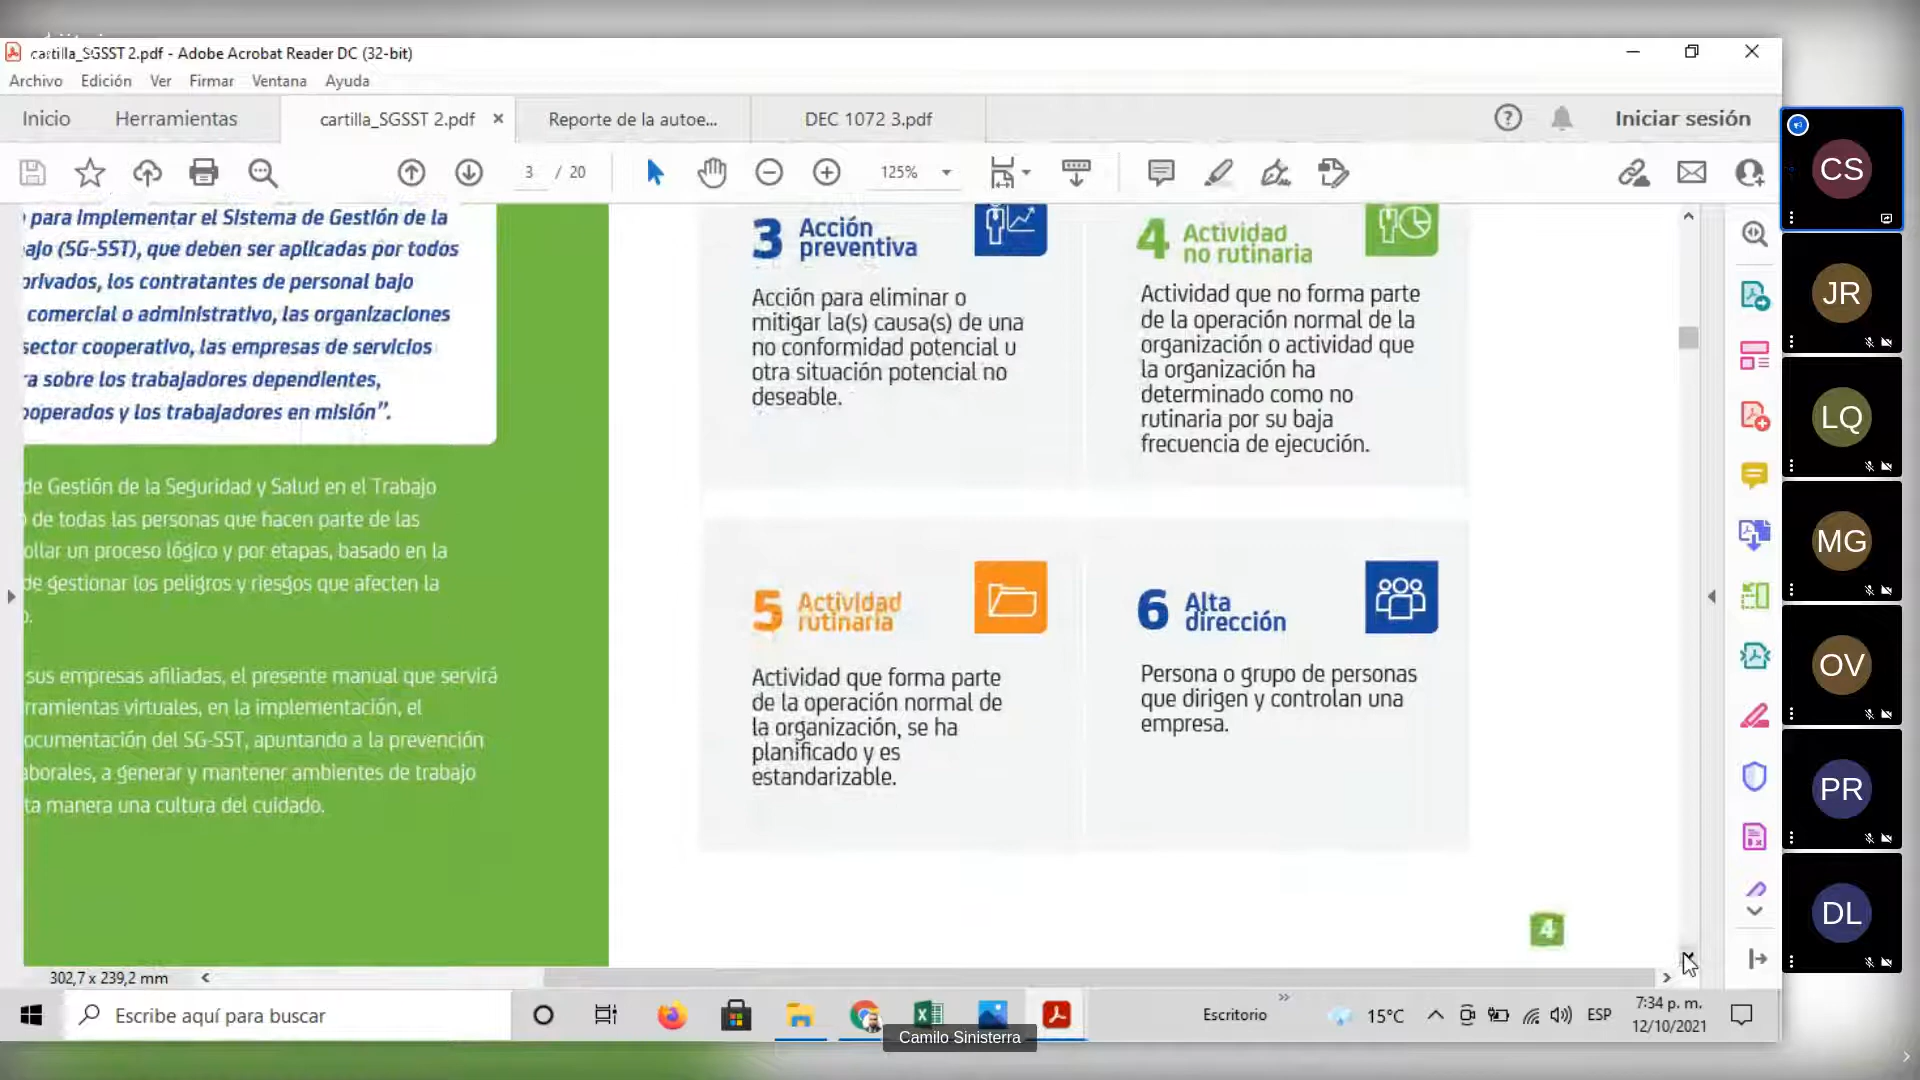 cartilla_SGSST 2.pdf - Adobe Acrobat Reader DC (32-bit)
Archivo Edición Ver Firmar Ventana Ayuda
Inicio Herramientas cartilla_SGSST 2.pdf Reporte de la autoe... DEC 1072 3.pdf Iniciar sesión
3 / 20 125%
para implementar el Sistema de Gestión de la
ajo (SG-SST), que deben ser aplicadas por todos
privados, los contratantes de personal bajo
comercial o administrativo, las organizaciones
sector cooperativo, las empresas de servicios
a sobre los trabajadores dependientes,
ooperados y los trabajadores en misión”.
de Gestión de la Seguridad y Salud en el Trabajo
de todas las personas que hacen parte de las
ollar un proceso lógico y por etapas, basado en la
de gestionar los peligros y riesgos que afecten la
o.
sus empresas afiliadas, el presente manual que servirá
rramientas virtuales, en la implementación, el
ocumentación del SG-SST, apuntando a la prevención
aborales, a generar y mantener ambientes de trabajo
ta manera una cultura del cuidado.
3 Acción
preventiva
Acción para eliminar o
mitigar la(s) causa(s) de una
no conformidad potencial u
otra situación potencial no
deseable.
4 Actividad
no rutinaria
Actividad que no forma parte
de la operación normal de la
organización o actividad que
la organización ha
determinado como no
rutinaria por su baja
frecuencia de ejecución.
5 Actividad
rutinaria
Actividad que forma parte
de la operación normal de
la organización, se ha
planificado y es
estandarizable.
6 Alta
dirección
Persona o grupo de personas
que dirigen y controlan una
empresa.
4
302,7 x 239,2 mm
Escribe aquí para buscar
Escritorio
15°C
ESP
7:34 p. m.
12/10/2021
Camilo Sinisterra
CS
JR
LQ
MG
OV
PR
DL